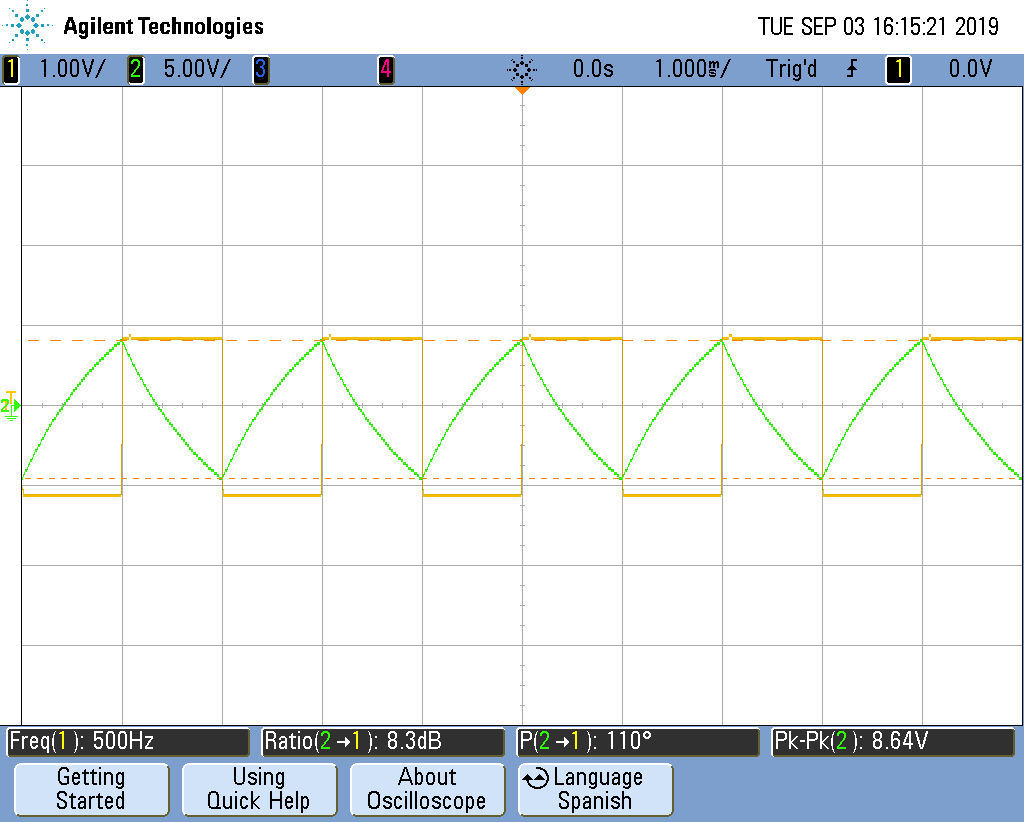 Agilent Technologies TUE SEP 03 16:15:21 2019
1 1.00V/ 2 5.00V/ 3 4 0.0s 1.000ms/ Trig'd 1 0.0V
2
Freq(1): 500Hz Ratio(2→1): 8.3dB P(2→1): 110° Pk-Pk(2): 8.64V
Getting Using About Language
Started Quick Help Oscilloscope Spanish